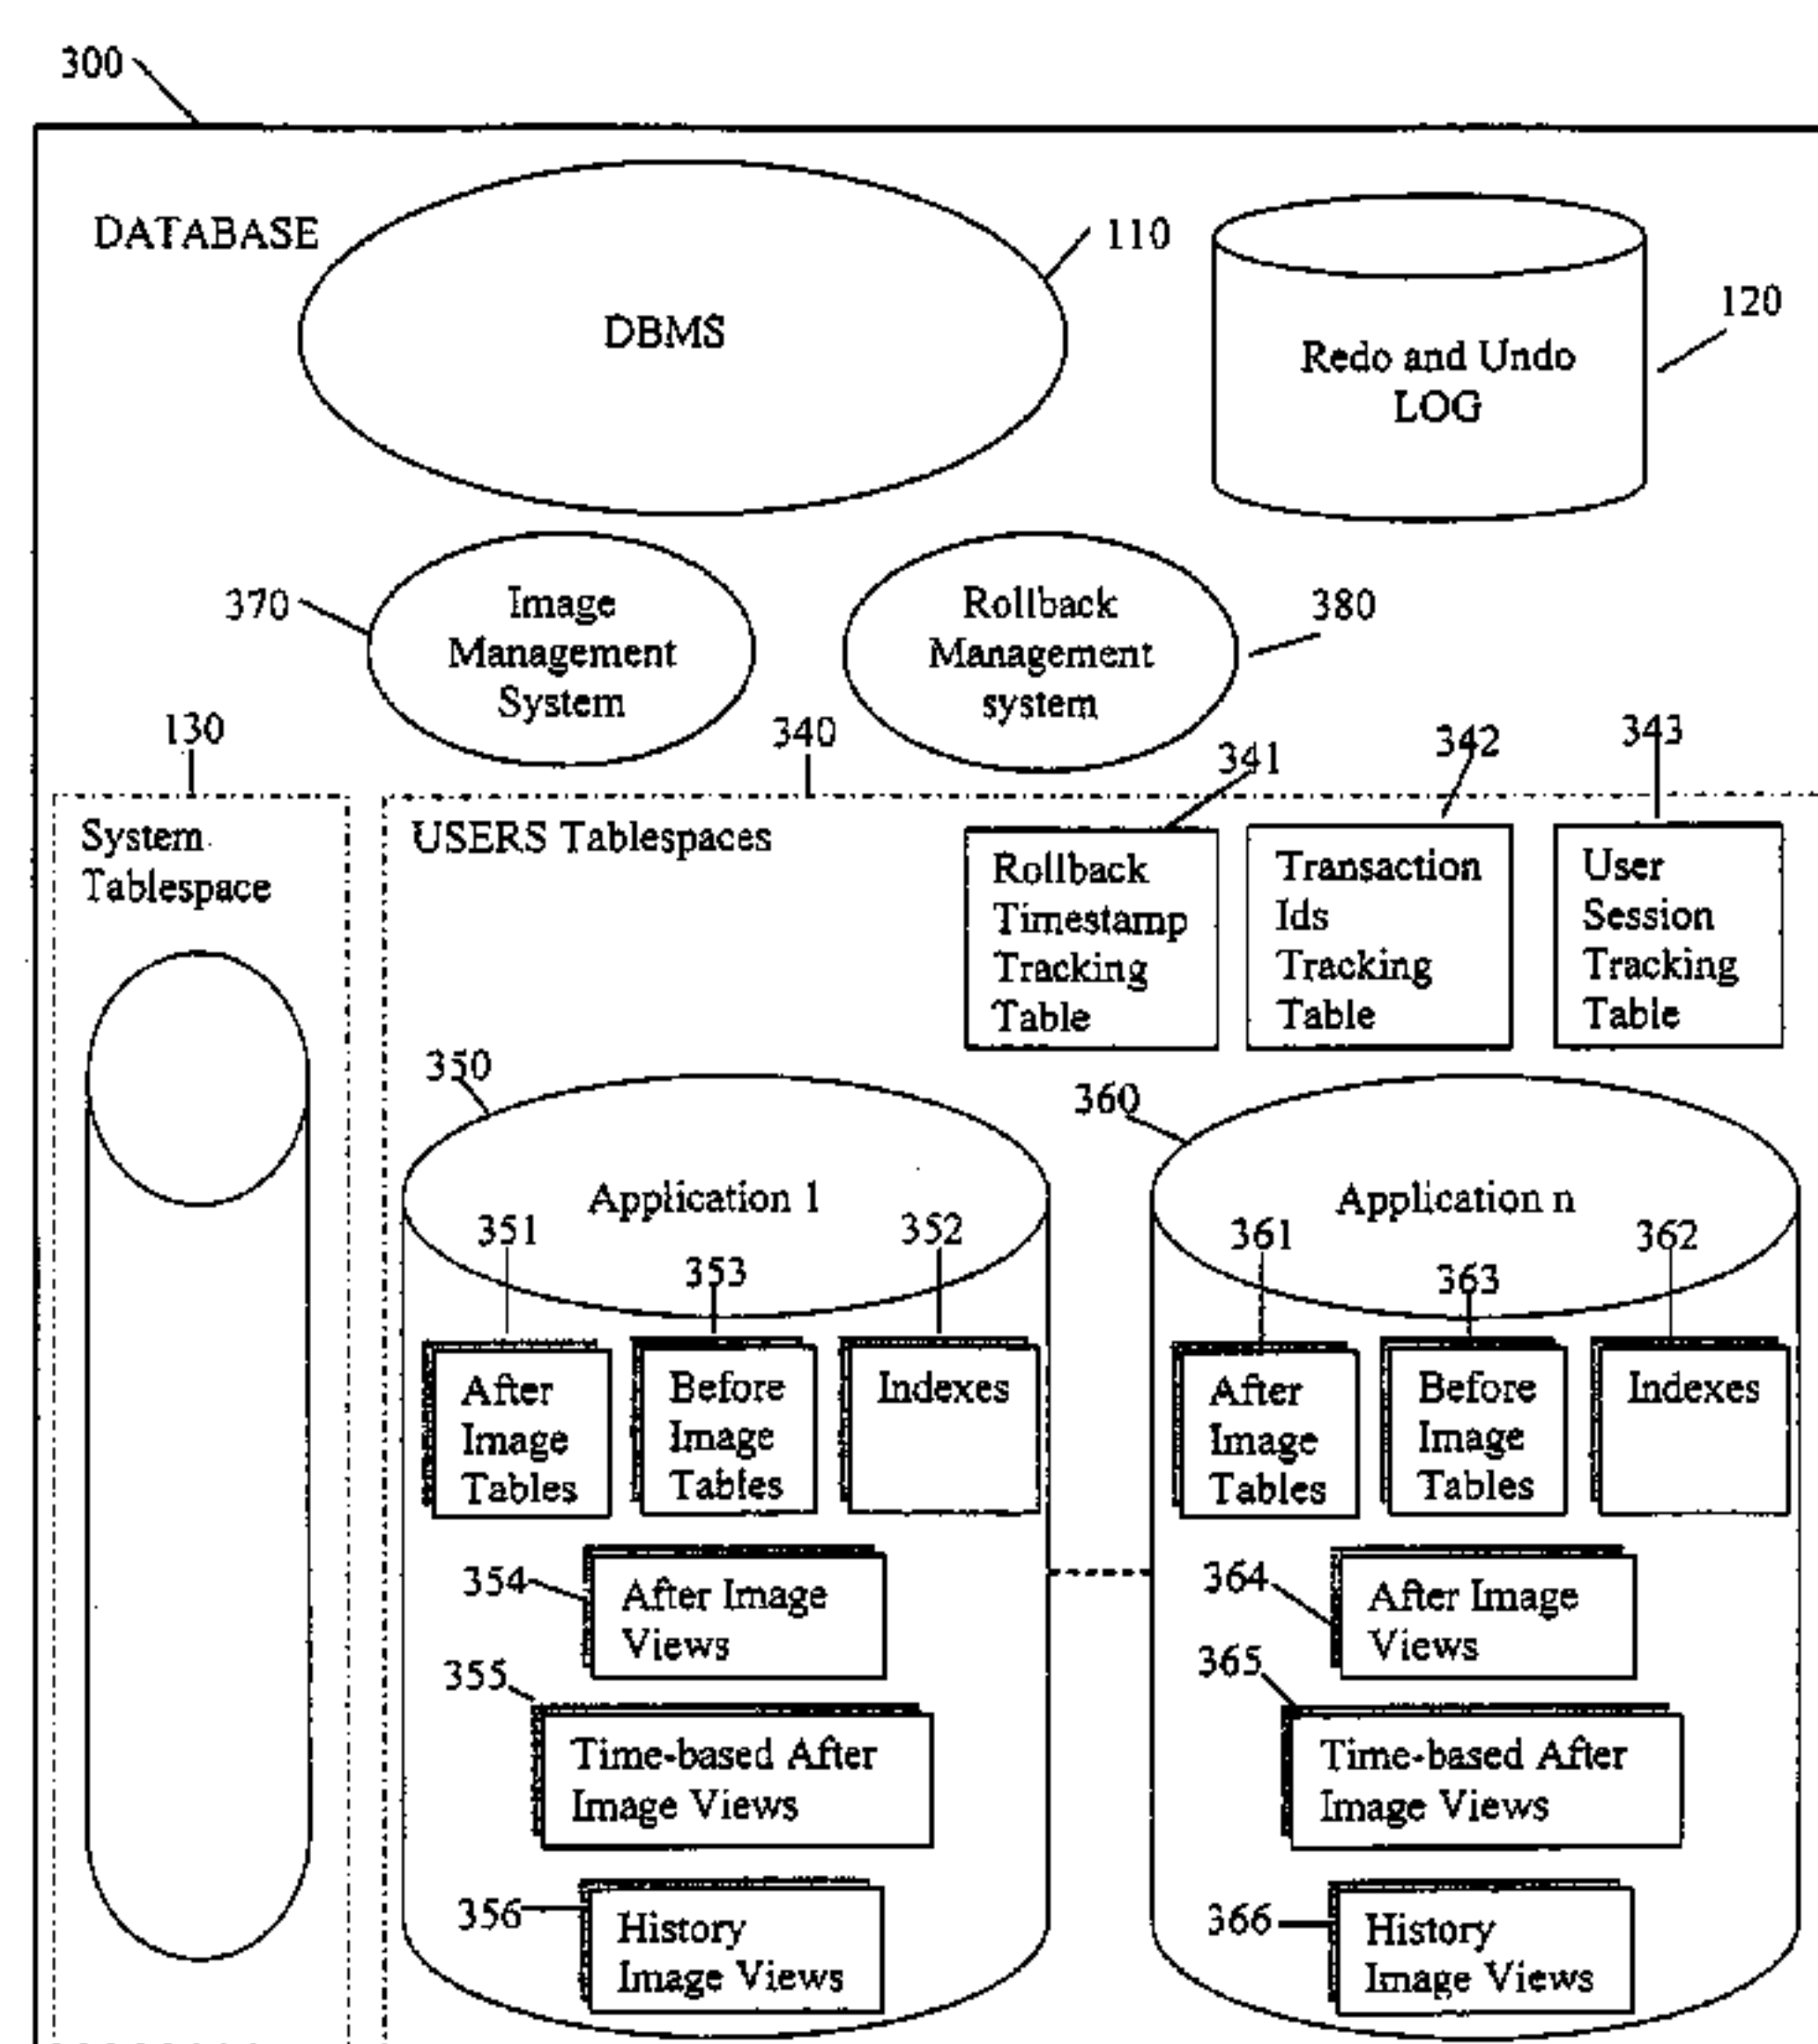 300
DATABASE
110
DBMS
120
Redo and Undo
LOG
370
Image
Management
System
Rollback
Management
system
380
130
340
341
342
343
System
Tablespace
USERS Tablespaces
Rollback
Timestamp
Tracking
Table
Transaction
Ids
Tracking
Table
User
Session
Tracking
Table
350
360
Application 1
351
353
352
After
Image
Tables
Before
Image
Tables
Indexes
354
After Image
Views
355
Time-based After
Image Views
356
History
Image Views
Application n
361
363
362
After
Image
Tables
Before
Image
Tables
Indexes
364
After Image
Views
365
Time-based After
Image Views
366
History
Image Views